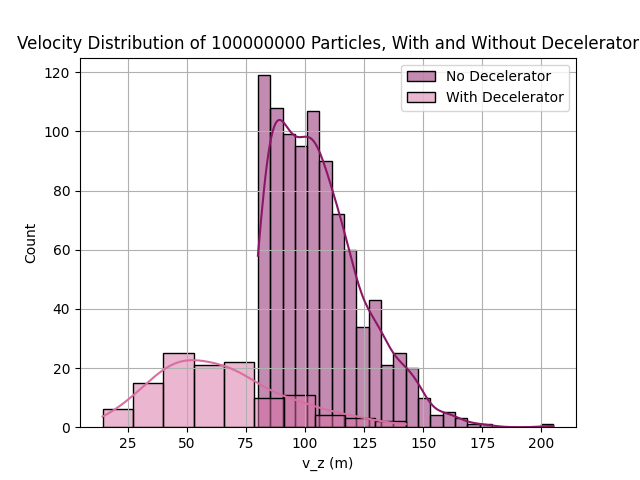 Velocity Distribution of 100000000 Particles, With and Without Decelerator
No Decelerator
With Decelerator
Count
120
100
80
60
40
20
0
25 50 75 100 125 150 175 200
v_z (m)